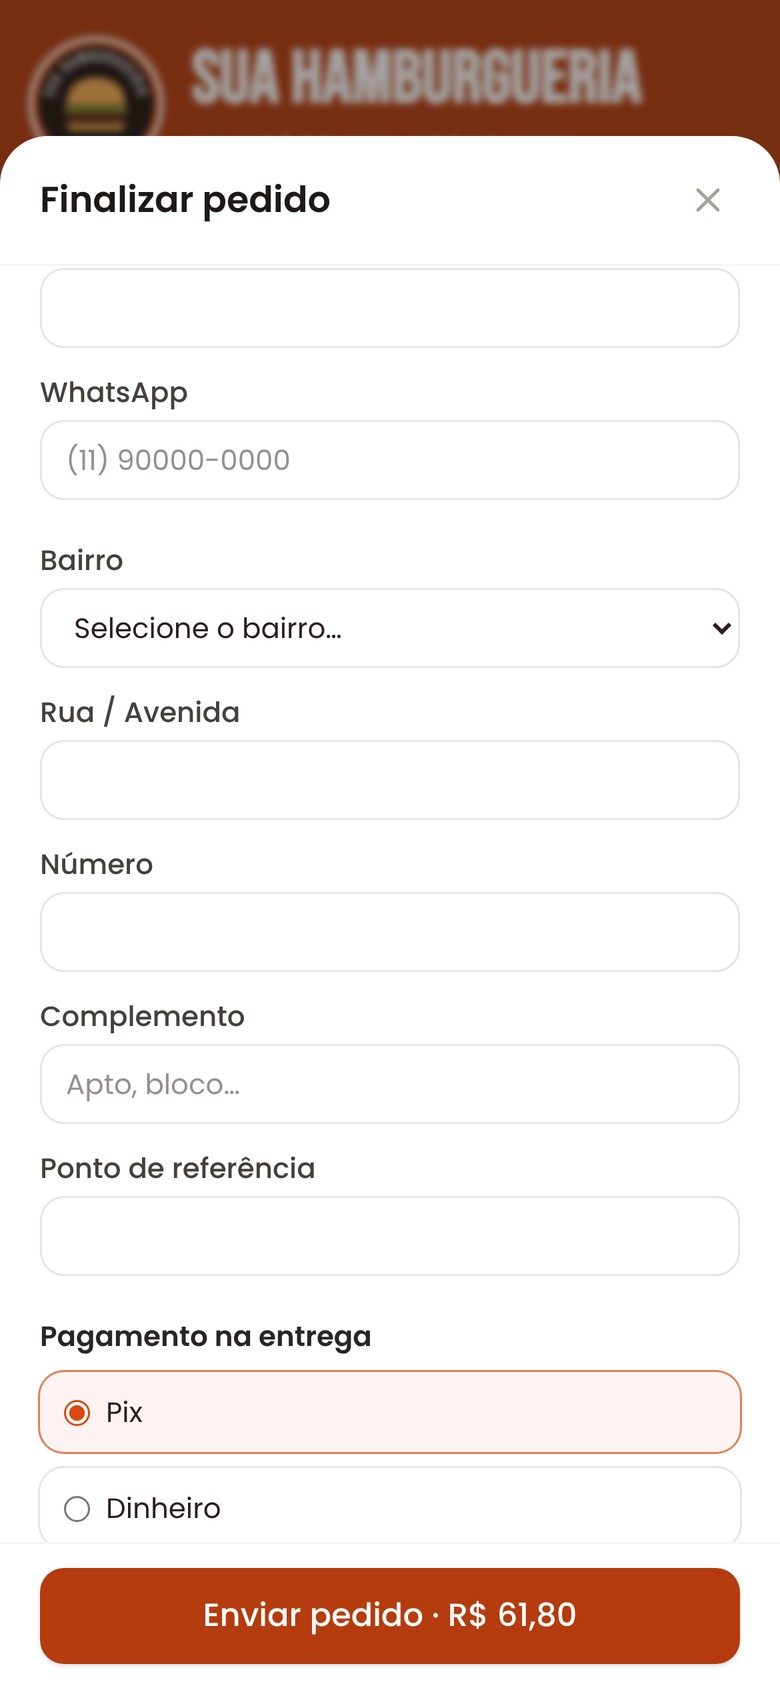 SUA HAMBURGUERIA
Finalizar pedido
WhatsApp
(11) 90000-0000
Bairro
Selecione o bairro...
Rua / Avenida
Número
Complemento
Apto, bloco...
Ponto de referência
Pagamento na entrega
Pix
Dinheiro
Enviar pedido · R$ 61,80